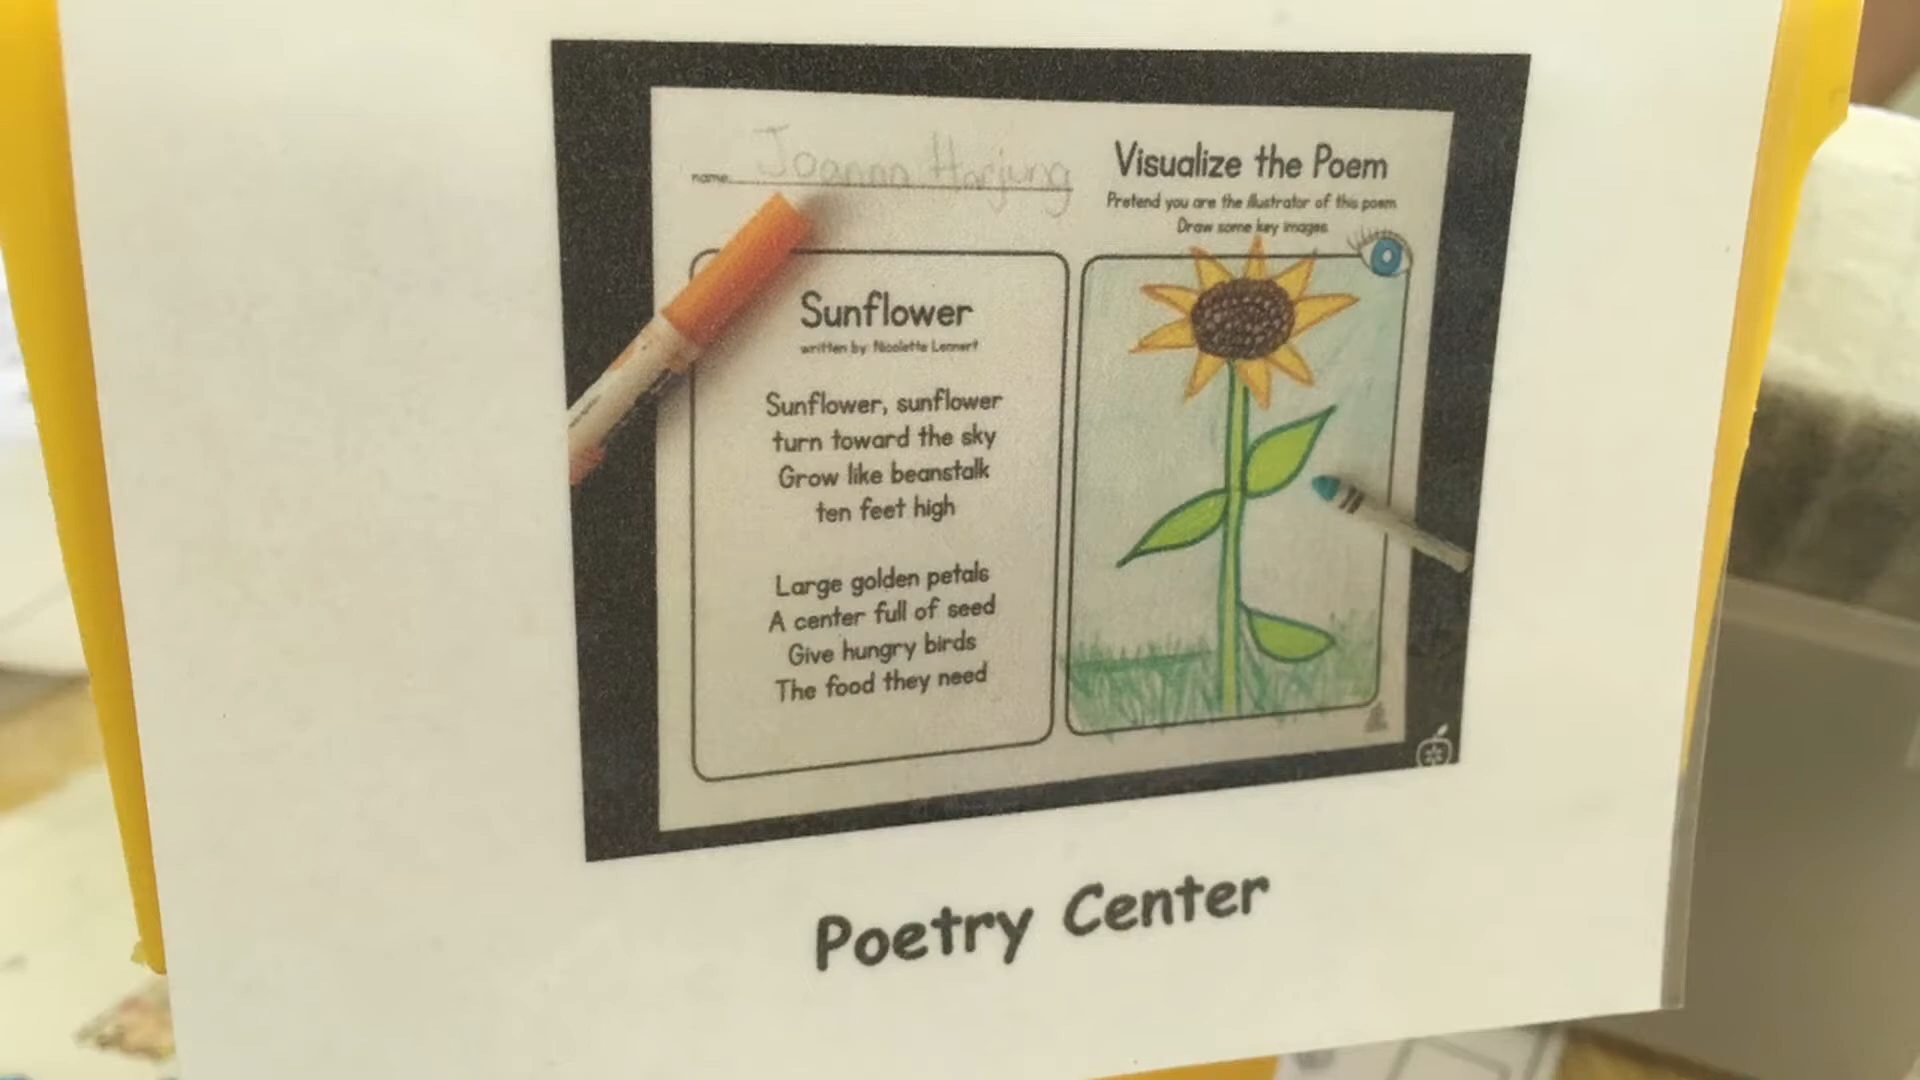 name: Joanna Harjung
Visualize the Poem
Pretend you are the illustrator of this poem.
Draw some key images.
Sunflower
written by: Nicolette Lennert
Sunflower, sunflower
turn toward the sky
Grow like beanstalk
ten feet high
Large golden petals
A center full of seed
Give hungry birds
The food they need
Poetry Center